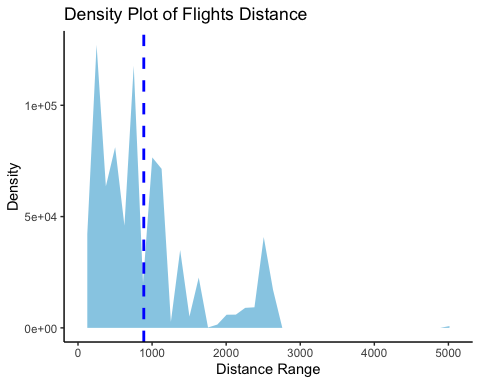 Density Plot of Flights Distance
Density
1e+05
5e+04
0e+00
0 1000 2000 3000 4000 5000
Distance Range